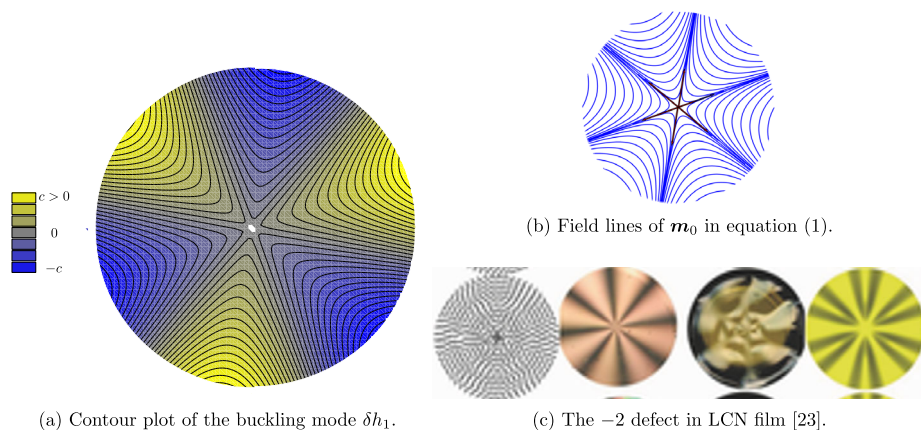 c > 0
0
−c
(a) Contour plot of the buckling mode δh₁.
(b) Field lines of m₀ in equation (1).
(c) The −2 defect in LCN film [23].